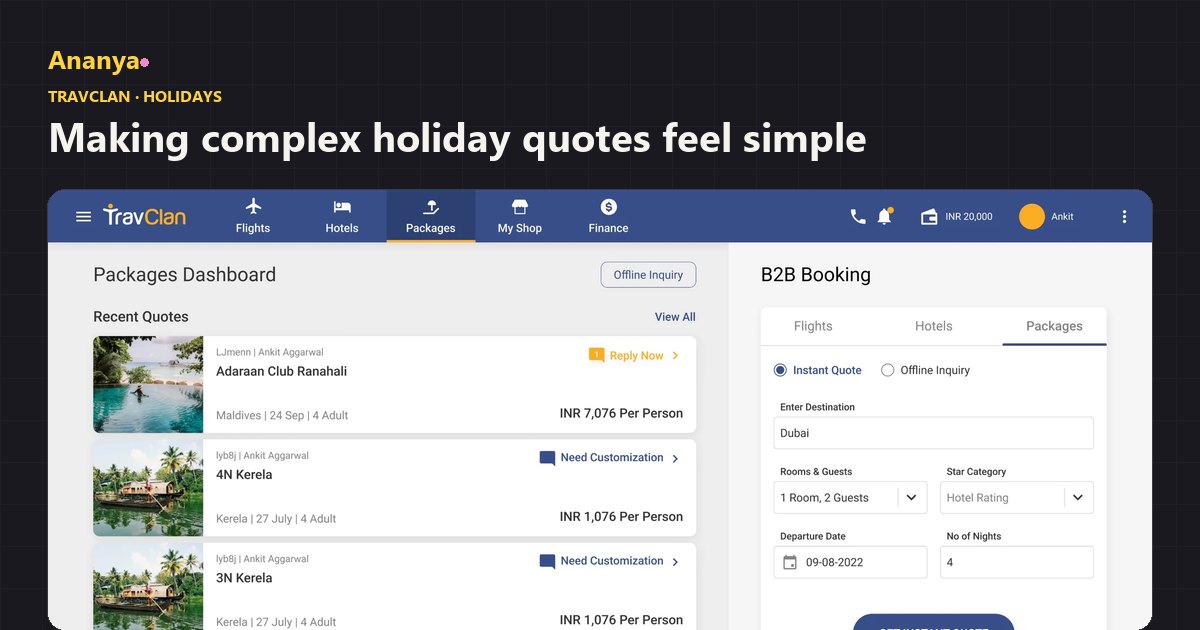 Ananya
TRAVCLAN · HOLIDAYS
Making complex holiday quotes feel simple
TravClan
Flights
Hotels
Packages
My Shop
Finance
INR 20,000
Ankit
Packages Dashboard
Offline Inquiry
Recent Quotes
View All
LJmenn | Ankit Aggarwal
1 Reply Now
Adaraan Club Ranahali
Maldives | 24 Sep | 4 Adult
INR 7,076 Per Person
lyb8j | Ankit Aggarwal
Need Customization
4N Kerela
Kerela | 27 July | 4 Adult
INR 1,076 Per Person
lyb8j | Ankit Aggarwal
Need Customization
3N Kerela
Kerela | 27 July | 4 Adult
INR 1,076 Per Person
B2B Booking
Flights
Hotels
Packages
Instant Quote
Offline Inquiry
Enter Destination
Dubai
Rooms & Guests
Star Category
1 Room, 2 Guests
Hotel Rating
Departure Date
No of Nights
09-08-2022
4